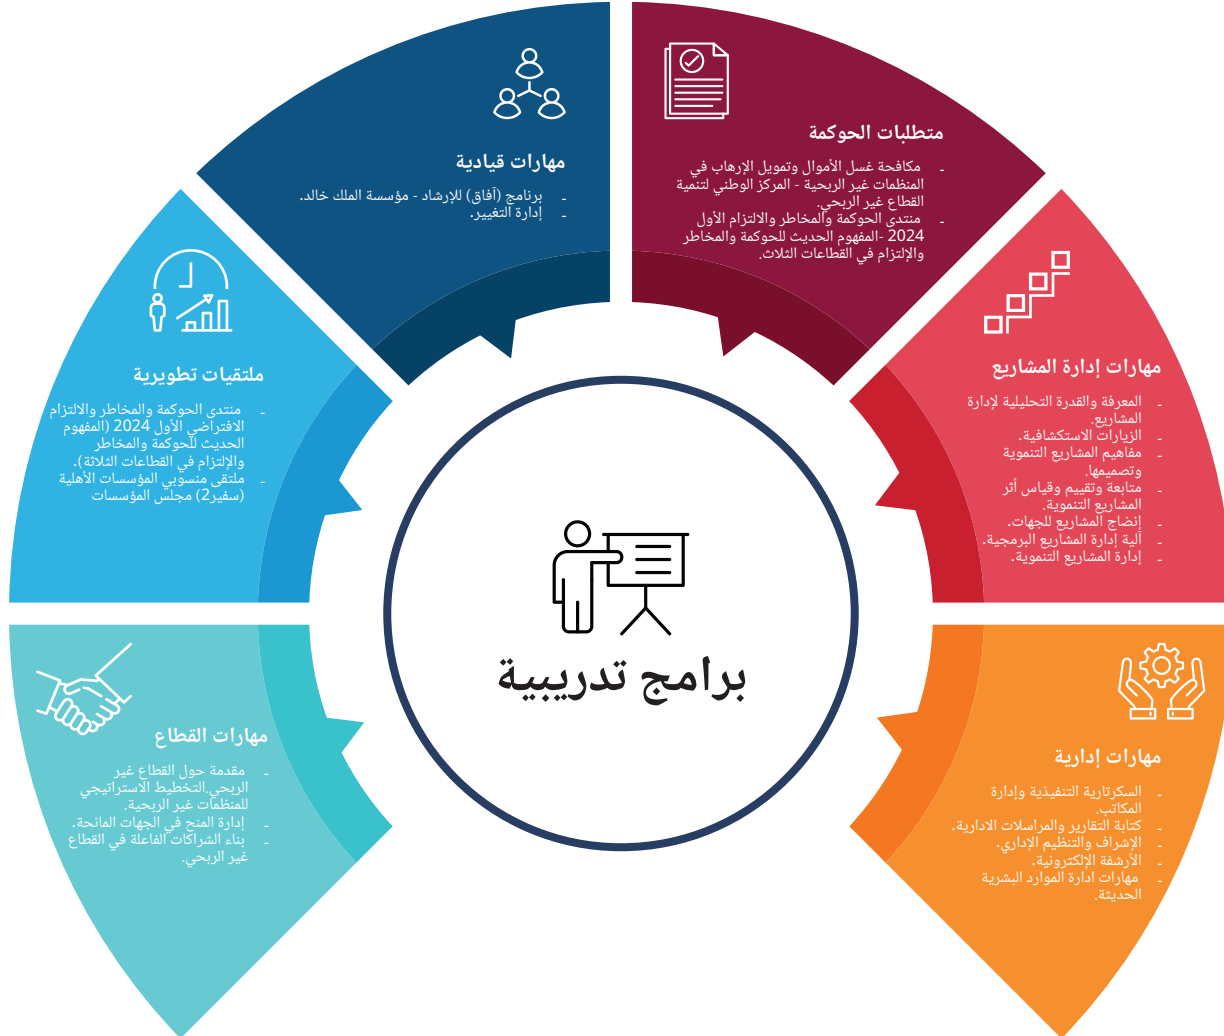 برامج تدريبية
متطلبات الحوكمة
- مكافحة غسل الأموال وتمويل الإرهاب في
المنظمات غير الربحية - المركز الوطني لتنمية
القطاع غير الربحي.
- منتدى الحوكمة والمخاطر والالتزام الأول
2024 -المفهوم الحديث للحوكمة والمخاطر
والإلتزام في القطاعات الثلاث.
مهارات إدارة المشاريع
- المعرفة والقدرة التحليلية لإدارة
المشاريع.
- الزيارات الاستكشافية.
- مفاهيم المشاريع التنموية
وتصميمها.
- متابعة وتقييم وقياس أثر
المشاريع التنموية.
- إنضاج المشاريع للجهات.
- آلية إدارة المشاريع البرمجية.
- إدارة المشاريع التنموية.
مهارات إدارية
- السكرتارية التنفيذية وإدارة
المكاتب.
- كتابة التقارير والمراسلات الادارية.
- الإشراف والتنظيم الإداري.
- الأرشفة الإلكترونية.
- مهارات ادارة الموارد البشرية
الحديثة.
مهارات قيادية
- برنامج (آفاق) للإرشاد - مؤسسة الملك خالد.
- إدارة التغيير.
ملتقيات تطويرية
- منتدى الحوكمة والمخاطر والالتزام
الافتراضي الأول 2024 (المفهوم
الحديث للحوكمة والمخاطر
والإلتزام في القطاعات الثلاثة).
- ملتقى منسوبي المؤسسات الأهلية
(سفير2) مجلس المؤسسات
مهارات القطاع
- مقدمة حول القطاع غير
الربحي.التخطيط الاستراتيجي
للمنظمات غير الربحية.
- إدارة المنح في الجهات المانحة.
- بناء الشراكات الفاعلة في القطاع
غير الربحي.